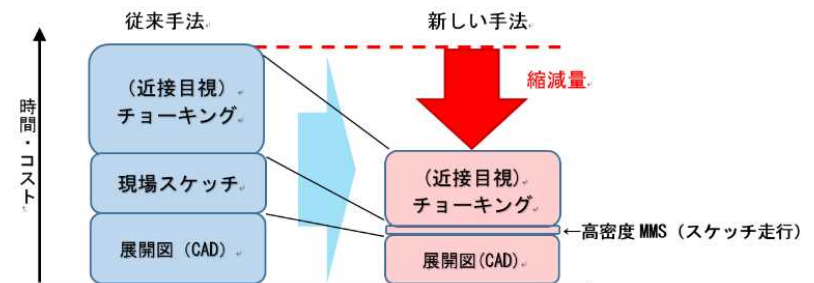 従来手法
新しい手法
時間・コスト
（近接目視）
チョーキング
現場スケッチ
展開図（CAD）
縮減量
（近接目視）
チョーキング
←高密度 MMS（スケッチ走行）
展開図(CAD)